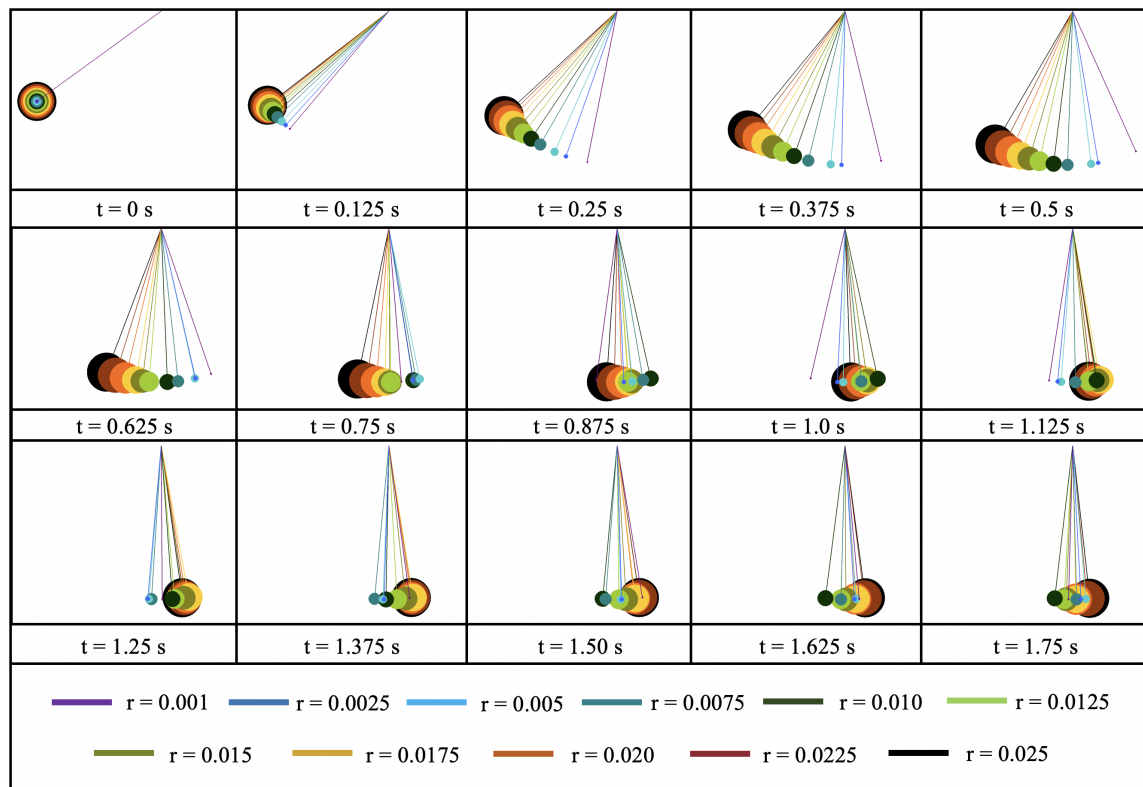 t = 0 s
t = 0.125 s
t = 0.25 s
t = 0.375 s
t = 0.5 s
t = 0.625 s
t = 0.75 s
t = 0.875 s
t = 1.0 s
t = 1.125 s
t = 1.25 s
t = 1.375 s
t = 1.50 s
t = 1.625 s
t = 1.75 s
r = 0.001
r = 0.0025
r = 0.005
r = 0.0075
r = 0.010
r = 0.0125
r = 0.015
r = 0.0175
r = 0.020
r = 0.0225
r = 0.025